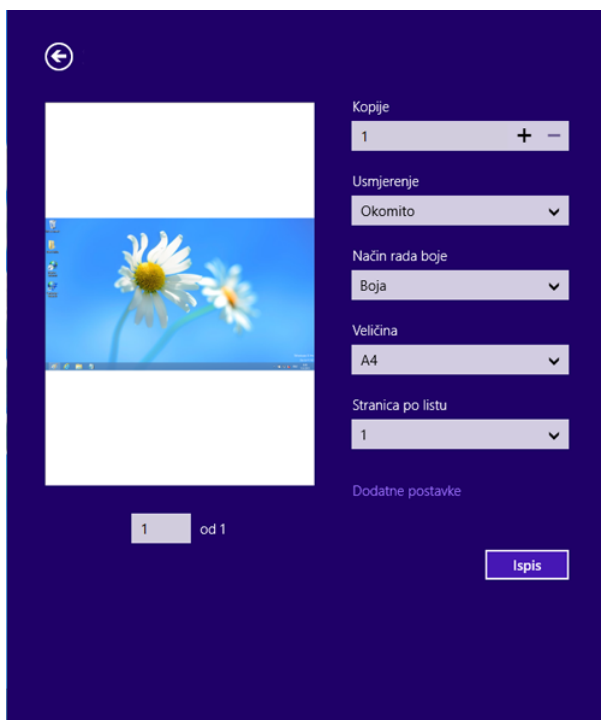 Kopije
1
Usmjerenje
Okomito
Način rada boje
Boja
Veličina
A4
Stranica po listu
1
Dodatne postavke
1 od 1
Ispis